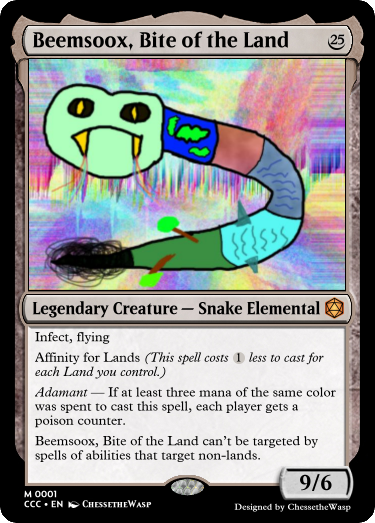 Beemsoox, Bite of the Land 25
Legendary Creature — Snake Elemental
Infect, flying
Affinity for Lands (This spell costs 1 less to cast for
each Land you control.)
Adamant — If at least three mana of the same color
was spent to cast this spell, each player gets a
poison counter.
Beemsoox, Bite of the Land can't be targeted by
spells of abilities that target non-lands.
9/6
M 0001
CCC • EN ChessetheWasp
Designed by ChessetheWasp